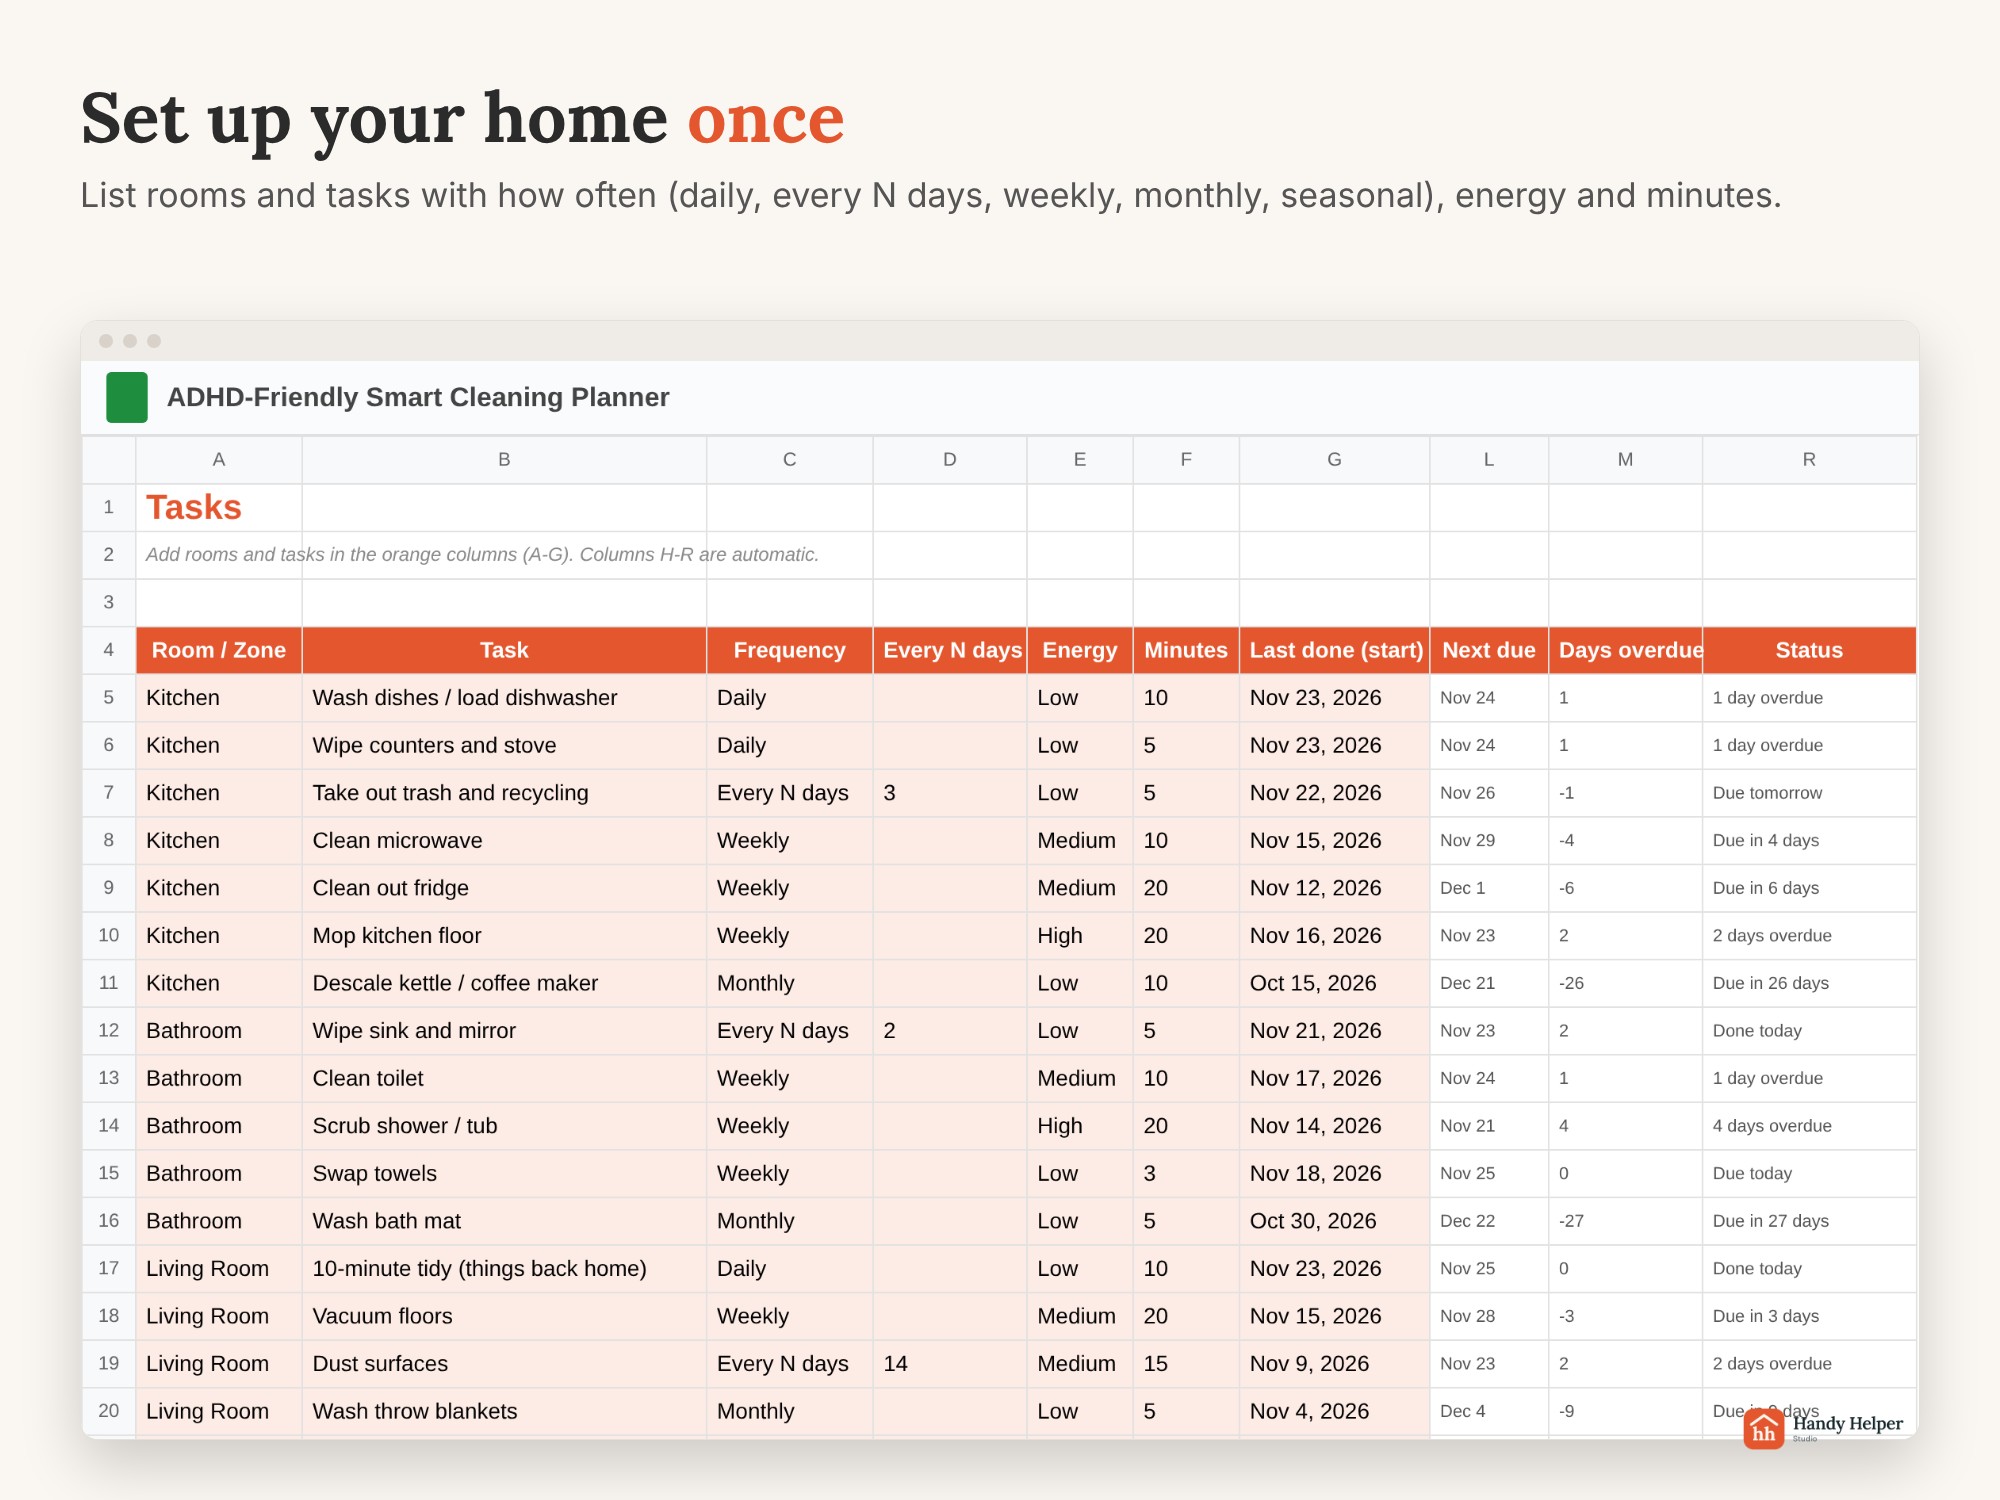 Set up your home once
List rooms and tasks with how often (daily, every N days, weekly, monthly, seasonal), energy and minutes.
ADHD-Friendly Smart Cleaning Planner
A B C D E F G L M R
1 Tasks
2 Add rooms and tasks in the orange columns (A-G). Columns H-R are automatic.
3
4 Room / Zone Task Frequency Every N days Energy Minutes Last done (start) Next due Days overdue Status
5 Kitchen Wash dishes / load dishwasher Daily Low 10 Nov 23, 2026 Nov 24 1 1 day overdue
6 Kitchen Wipe counters and stove Daily Low 5 Nov 23, 2026 Nov 24 1 1 day overdue
7 Kitchen Take out trash and recycling Every N days 3 Low 5 Nov 22, 2026 Nov 26 -1 Due tomorrow
8 Kitchen Clean microwave Weekly Medium 10 Nov 15, 2026 Nov 29 -4 Due in 4 days
9 Kitchen Clean out fridge Weekly Medium 20 Nov 12, 2026 Dec 1 -6 Due in 6 days
10 Kitchen Mop kitchen floor Weekly High 20 Nov 16, 2026 Nov 23 2 2 days overdue
11 Kitchen Descale kettle / coffee maker Monthly Low 10 Oct 15, 2026 Dec 21 -26 Due in 26 days
12 Bathroom Wipe sink and mirror Every N days 2 Low 5 Nov 21, 2026 Nov 23 2 Done today
13 Bathroom Clean toilet Weekly Medium 10 Nov 17, 2026 Nov 24 1 1 day overdue
14 Bathroom Scrub shower / tub Weekly High 20 Nov 14, 2026 Nov 21 4 4 days overdue
15 Bathroom Swap towels Weekly Low 3 Nov 18, 2026 Nov 25 0 Due today
16 Bathroom Wash bath mat Monthly Low 5 Oct 30, 2026 Dec 22 -27 Due in 27 days
17 Living Room 10-minute tidy (things back home) Daily Low 10 Nov 23, 2026 Nov 25 0 Done today
18 Living Room Vacuum floors Weekly Medium 20 Nov 15, 2026 Nov 28 -3 Due in 3 days
19 Living Room Dust surfaces Every N days 14 Medium 15 Nov 9, 2026 Nov 23 2 2 days overdue
20 Living Room Wash throw blankets Monthly Low 5 Nov 4, 2026 Dec 4 -9 Due days
hh Handy Helper
Studio